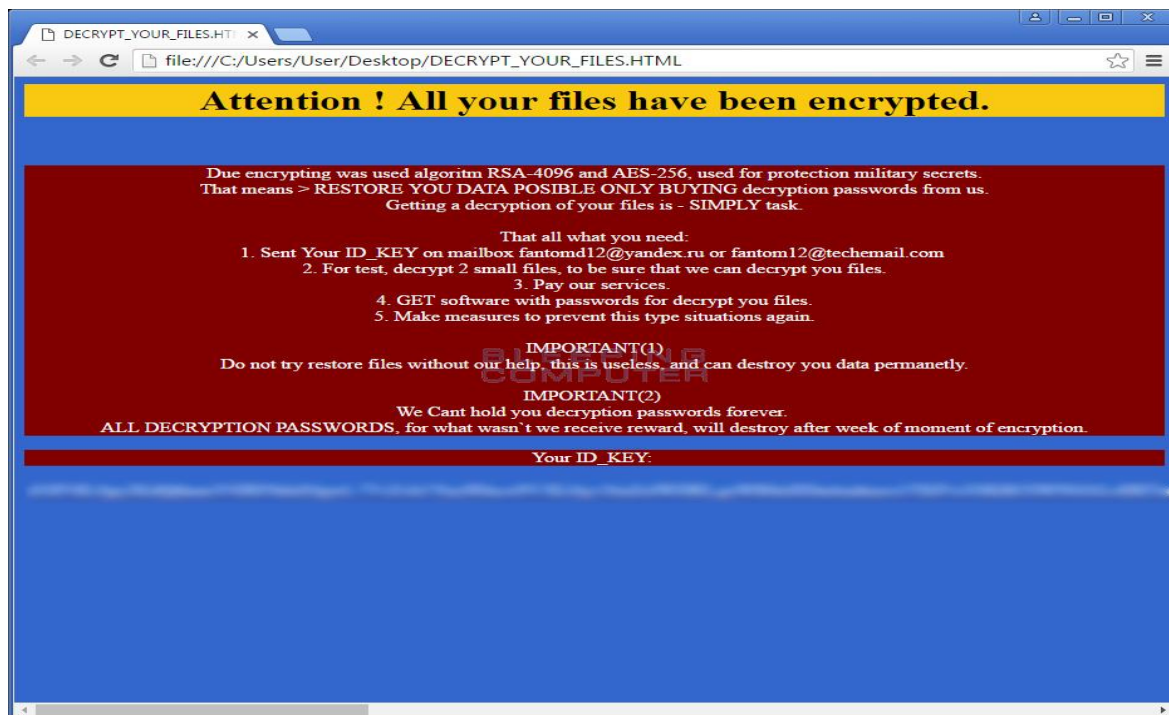 DECRYPT_YOUR_FILES.HT
file:///C:/Users/User/Desktop/DECRYPT_YOUR_FILES.HTML
Attention ! All your files have been encrypted.
Due encrypting was used algoritm RSA-4096 and AES-256, used for protection military secrets.
That means > RESTORE YOU DATA POSIBLE ONLY BUYING decryption passwords from us.
Getting a decryption of your files is - SIMPLY task.
That all what you need:
1. Sent Your ID_KEY on mailbox fantomd12@yandex.ru or fantom12@techemail.com
2. For test, decrypt 2 small files, to be sure that we can decrypt you files.
3. Pay our services.
4. GET software with passwords for decrypt you files.
5. Make measures to prevent this type situations again.
IMPORTANT(1)
Do not try restore files without our help, this is useless, and can destroy you data permanetly.
BLEEPING
COMPUTER
IMPORTANT(2)
We Cant hold you decryption passwords forever.
ALL DECRYPTION PASSWORDS, for what wasn`t we receive reward, will destroy after week of moment of encryption.
Your ID_KEY: